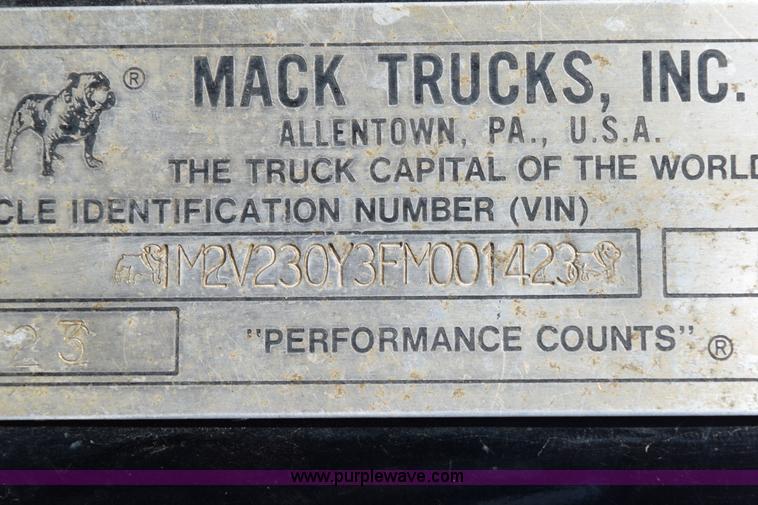 ®
MACK TRUCKS, INC.
ALLENTOWN, PA., U.S.A.
THE TRUCK CAPITAL OF THE WORLD
CLE IDENTIFICATION NUMBER (VIN)
1M2V230Y3FM001423
23
"PERFORMANCE COUNTS" ®
www.purplewave.com